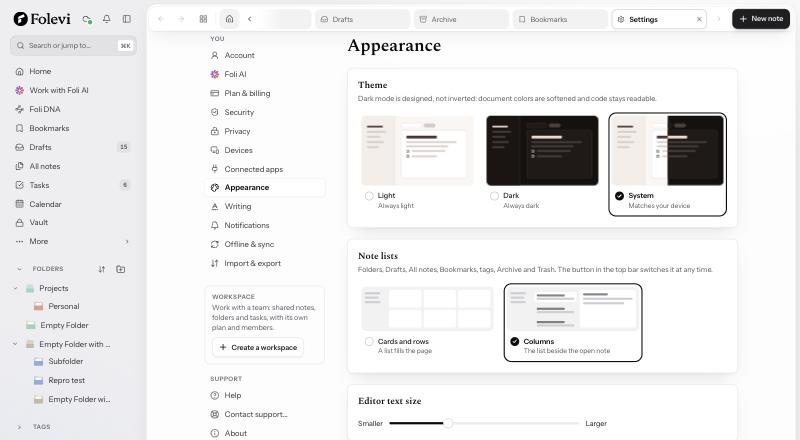 Folevi
Search or jump to...
⌘K
Home
Work with Foli AI
Foli DNA
Bookmarks
Drafts
15
All notes
Tasks
6
Calendar
Vault
More
FOLDERS
Projects
Personal
Empty Folder
Empty Folder with ...
Subfolder
Repro test
Empty Folder wi...
TAGS
Drafts
Archive
Bookmarks
Settings
New note
YOU
Account
Foli AI
Plan & billing
Security
Privacy
Devices
Connected apps
Appearance
Writing
Notifications
Offline & sync
Import & export
WORKSPACE
Work with a team: shared notes,
folders and tasks, with its own
plan and members.
Create a workspace
SUPPORT
Help
Contact support...
About
Appearance
Theme
Dark mode is designed, not inverted: document colors are softened and code stays readable.
Light
Always light
Dark
Always dark
System
Matches your device
Note lists
Folders, Drafts, All notes, Bookmarks, tags, Archive and Trash. The button in the top bar switches it at any time.
Cards and rows
A list fills the page
Columns
The list beside the open note
Editor text size
Smaller
Larger